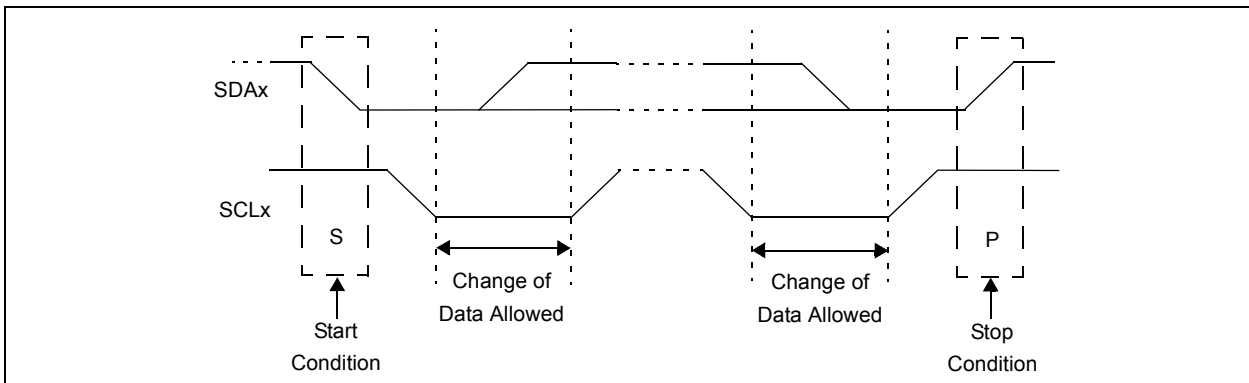 SDAx
SCLx
S
P
Change of
Data Allowed
Change of
Data Allowed
Start
Condition
Stop
Condition